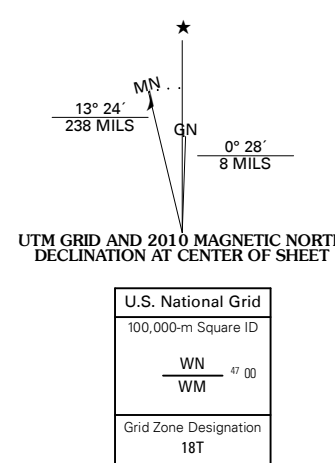 ★
MN
GN
13° 24´
238 MILS
0° 28´
8 MILS
UTM GRID AND 2010 MAGNETIC NORTH
DECLINATION AT CENTER OF SHEET
U.S. National Grid
100,000-m Square ID
WN
WM
47 00
Grid Zone Designation
18T